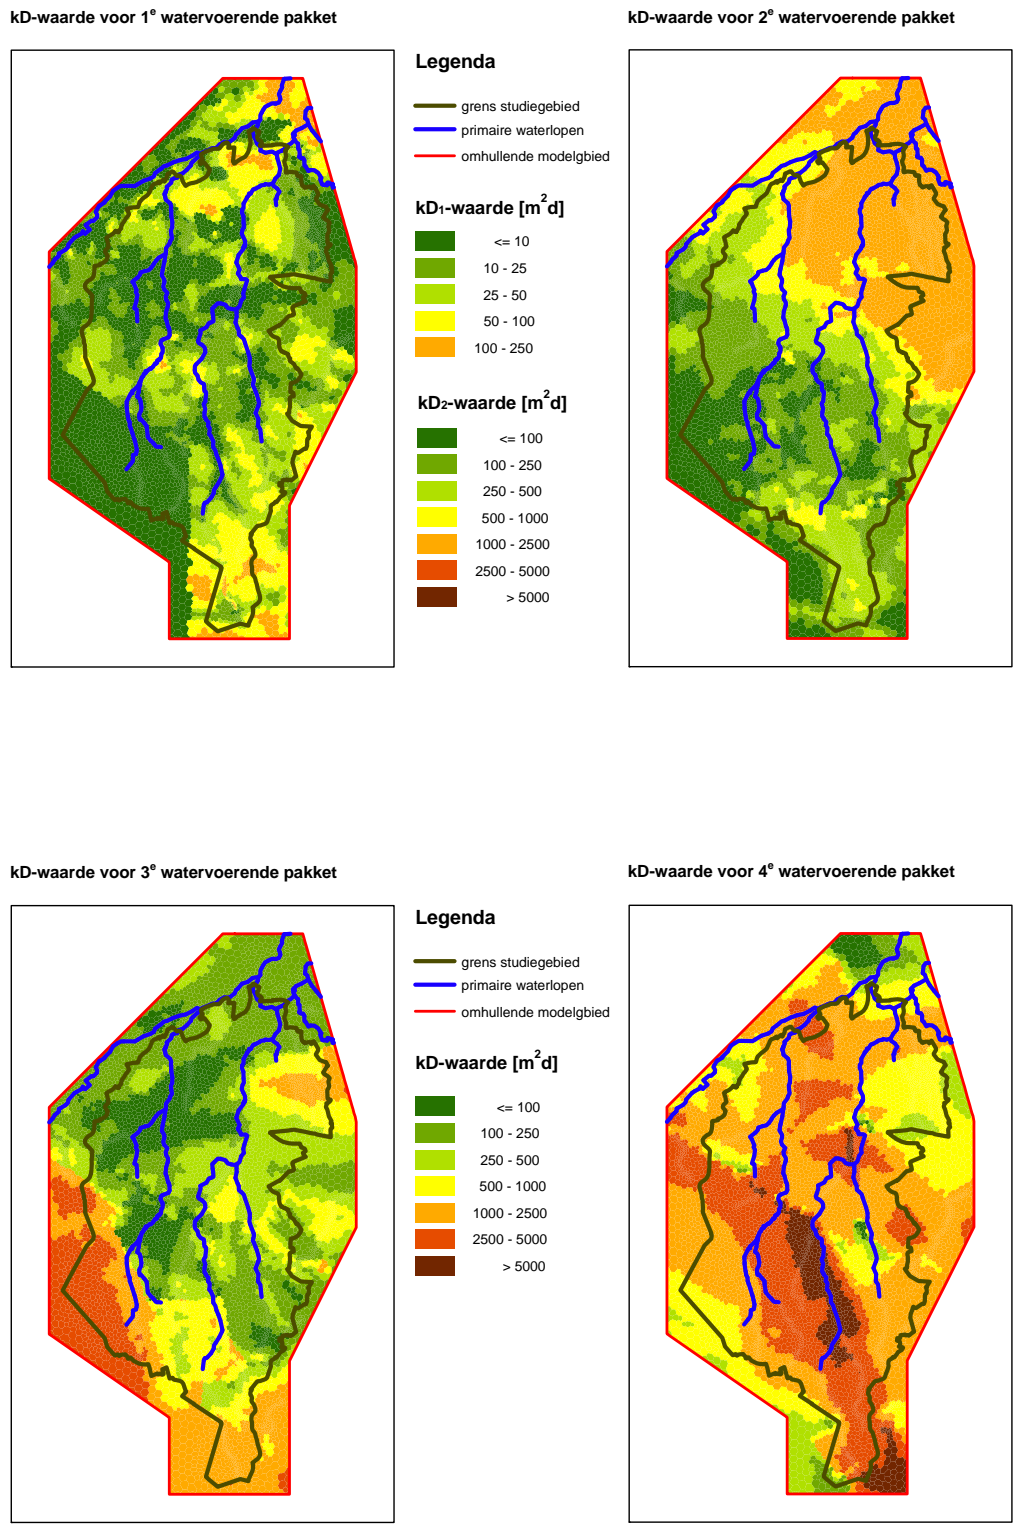 kD-waarde voor 1e watervoerende pakket
kD-waarde voor 2e watervoerende pakket
Legenda
grens studiegebied
primaire waterlopen
omhullende modelgbied
kD1-waarde [m2d]
<= 10
10 - 25
25 - 50
50 - 100
100 - 250
kD2-waarde [m2d]
<= 100
100 - 250
250 - 500
500 - 1000
1000 - 2500
2500 - 5000
> 5000
kD-waarde voor 3e watervoerende pakket
kD-waarde voor 4e watervoerende pakket
Legenda
grens studiegebied
primaire waterlopen
omhullende modelgbied
kD-waarde [m2d]
<= 100
100 - 250
250 - 500
500 - 1000
1000 - 2500
2500 - 5000
> 5000